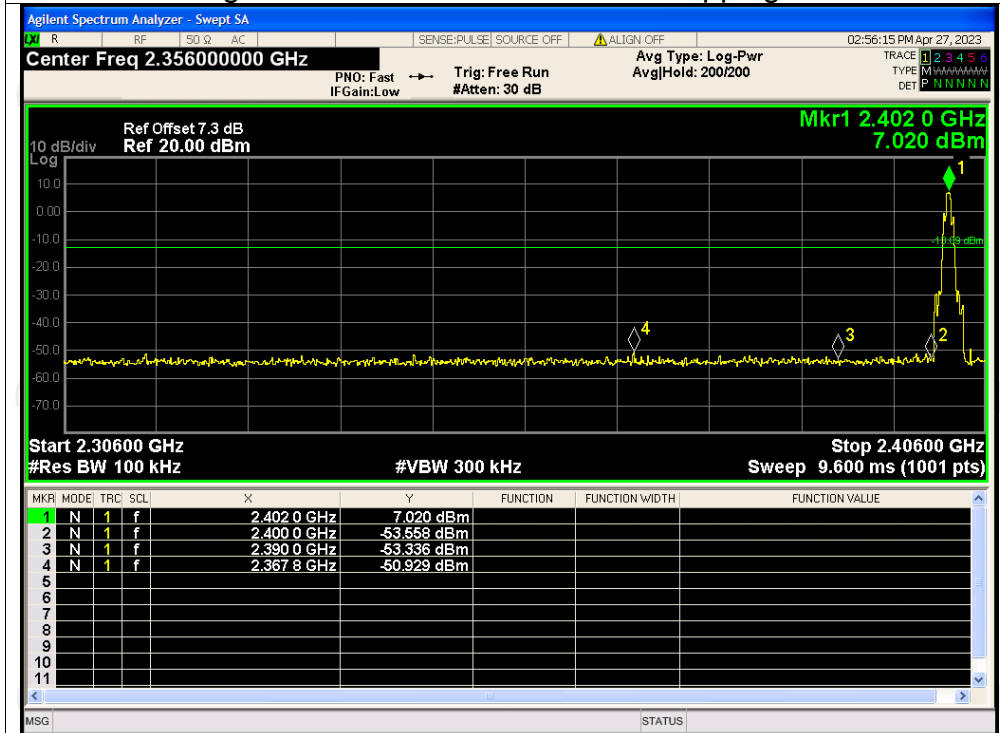 Agilent Spectrum Analyzer - Swept SA
LXI R RF 50 Ω AC SENSE:PULSE SOURCE OFF ALIGN OFF 02:56:15 PM Apr 27, 2023
Center Freq 2.356000000 GHz Avg Type: Log-Pwr TRACE 1 2 3 4 5 6
PNO: Fast Trig: Free Run Avg|Hold: 200/200 TYPE M
IFGain:Low #Atten: 30 dB DET P N N N N N
Mkr1 2.402 0 GHz
Ref Offset 7.3 dB
10 dB/div Ref 20.00 dBm 7.020 dBm
Log
1
10.0
0.00
-10.0
-20.0
-30.0
-40.0
4 3 2
-50.0
-60.0
-70.0
Start 2.30600 GHz Stop 2.40600 GHz
#Res BW 100 kHz #VBW 300 kHz Sweep 9.600 ms (1001 pts)
MKR MODE TRC SCL X Y FUNCTION FUNCTION WIDTH FUNCTION VALUE
1 N 1 f 2.402 0 GHz 7.020 dBm
2 N 1 f 2.400 0 GHz -53.558 dBm
3 N 1 f 2.390 0 GHz -53.336 dBm
4 N 1 f 2.367 8 GHz -50.929 dBm
5
6
7
8
9
10
11
MSG STATUS